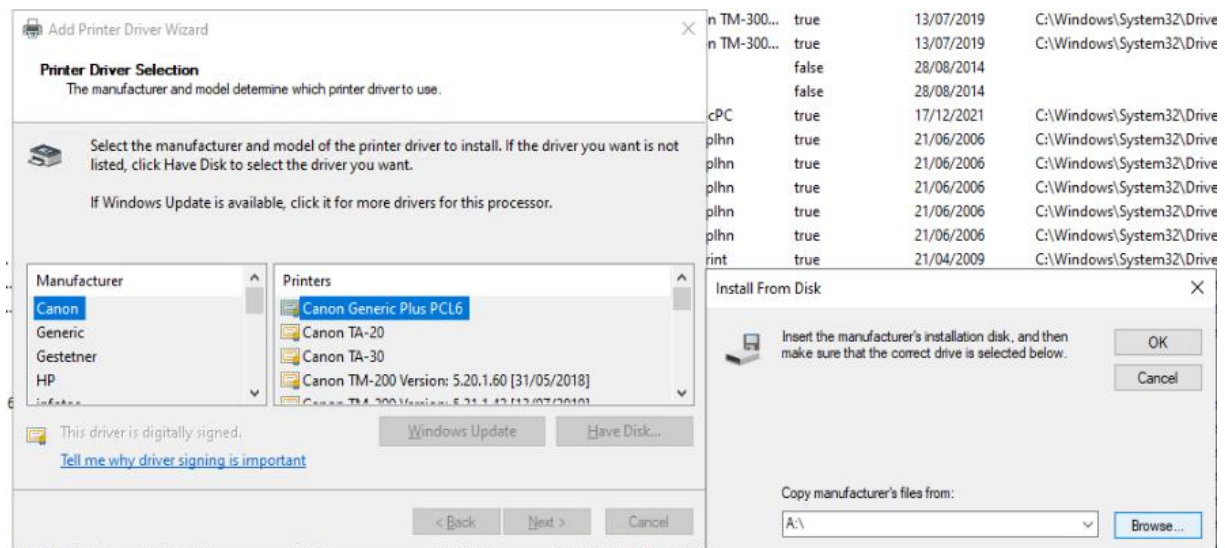 Add Printer Driver Wizard
Printer Driver Selection
The manufacturer and model determine which printer driver to use.
Select the manufacturer and model of the printer driver to install. If the driver you want is not
listed, click Have Disk to select the driver you want.
If Windows Update is available, click it for more drivers for this processor.
Manufacturer
Canon
Generic
Gestetner
HP
infotec
Printers
Canon Generic Plus PCL6
Canon TA-20
Canon TA-30
Canon TM-200 Version: 5.20.1.60 [31/05/2018]
This driver is digitally signed.
Windows Update
Have Disk...
Tell me why driver signing is important
< Back
Next >
Cancel
n TM-300... true 13/07/2019 C:\Windows\System32\Drive
n TM-300... true 13/07/2019 C:\Windows\System32\Drive
false 28/08/2014
false 28/08/2014
cPC true 17/12/2021 C:\Windows\System32\Drive
plhn true 21/06/2006 C:\Windows\System32\Drive
plhn true 21/06/2006 C:\Windows\System32\Drive
plhn true 21/06/2006 C:\Windows\System32\Drive
plhn true 21/06/2006 C:\Windows\System32\Drive
plhn true 21/06/2006 C:\Windows\System32\Drive
rint true 21/04/2009 C:\Windows\System32\Drive
Install From Disk
Insert the manufacturer's installation disk, and then
make sure that the correct drive is selected below.
OK
Cancel
Copy manufacturer's files from:
A:\
Browse...